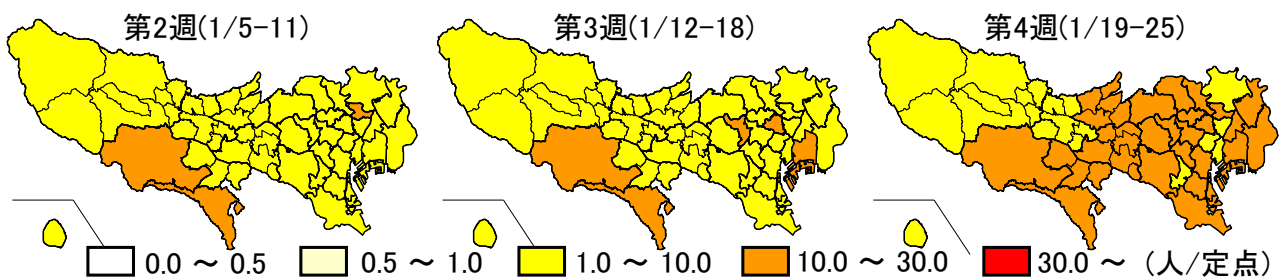 第2週(1/5-11)
第3週(1/12-18)
第4週(1/19-25)
0.0 ～ 0.5
0.5 ～ 1.0
1.0 ～ 10.0
10.0 ～ 30.0
30.0 ～ (人/定点)